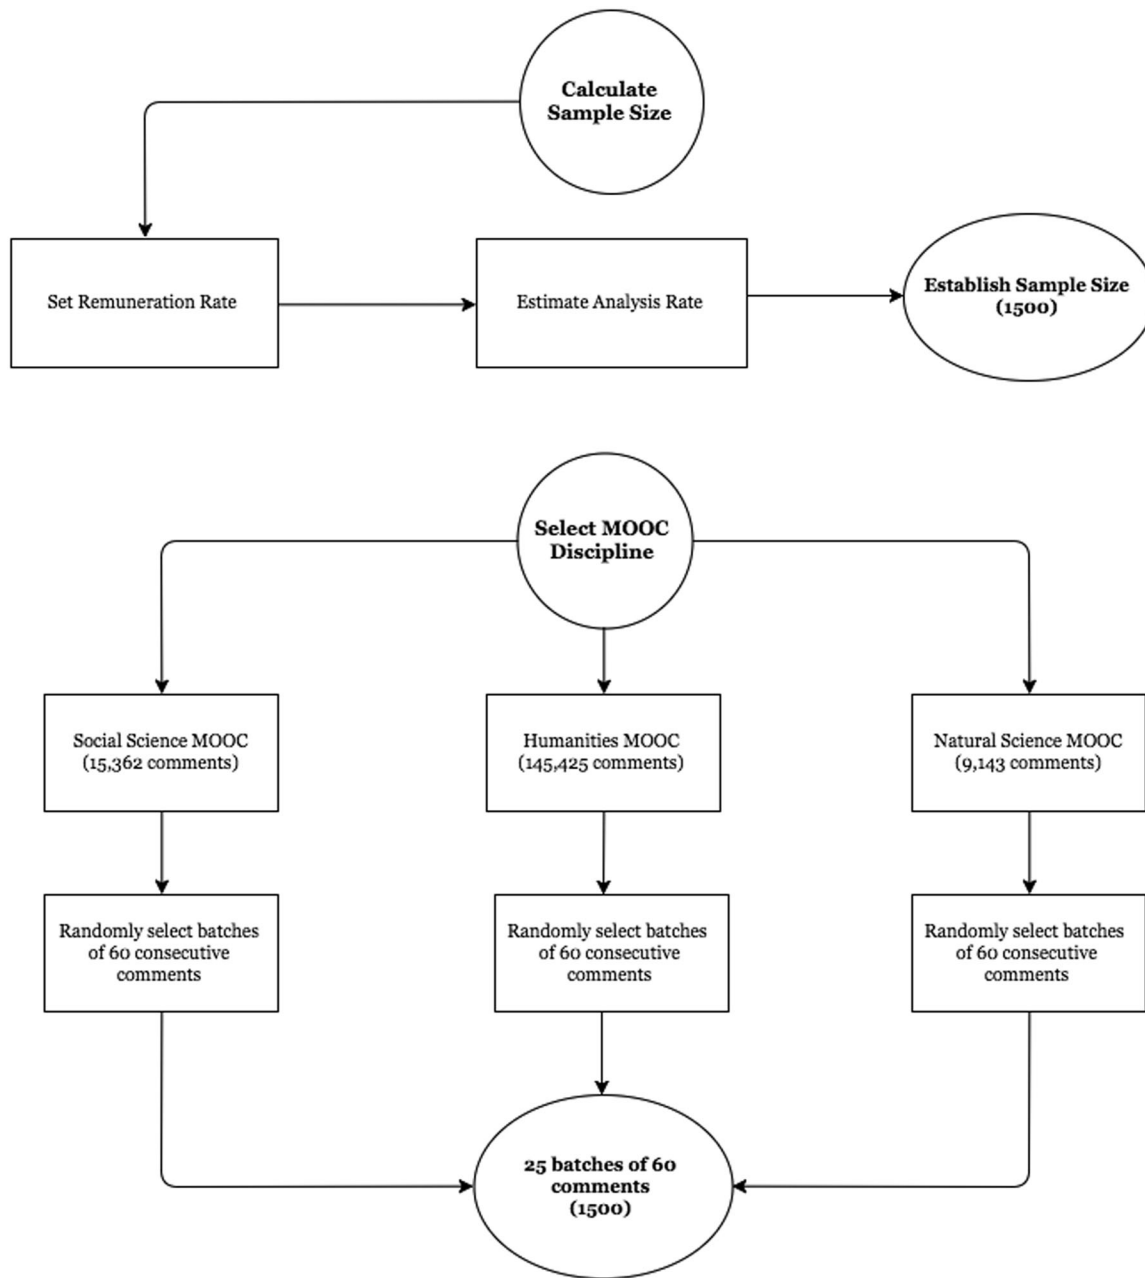 Calculate
Sample Size
Set Remuneration Rate
Estimate Analysis Rate
Establish Sample Size
(1500)
Select MOOC
Discipline
Social Science MOOC
(15,362 comments)
Humanities MOOC
(145,425 comments)
Natural Science MOOC
(9,143 comments)
Randomly select batches
of 60 consecutive
comments
Randomly select batches
of 60 consecutive
comments
Randomly select batches
of 60 consecutive
comments
25 batches of 60
comments
(1500)